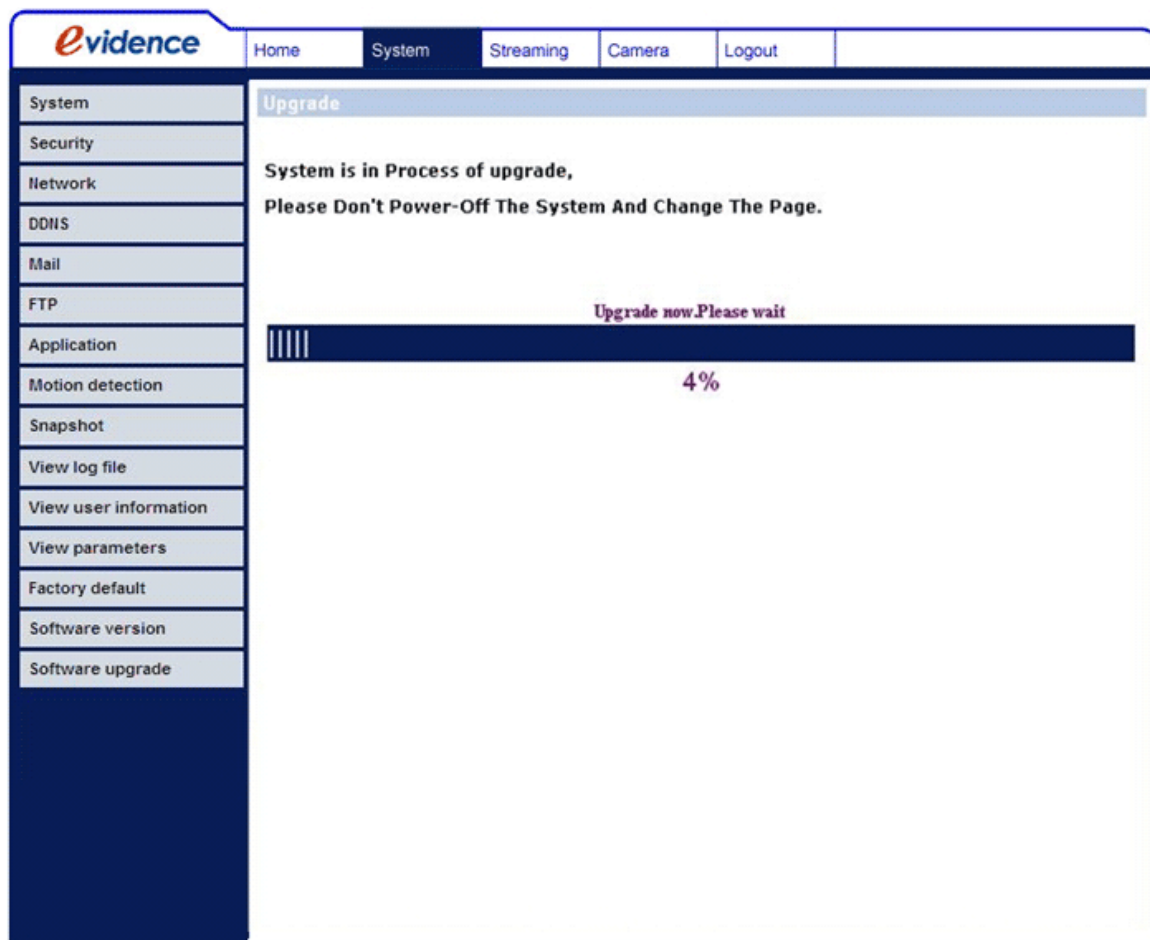 evidence
Home System Streaming Camera Logout
System
Security
Network
DDNS
Mail
FTP
Application
Motion detection
Snapshot
View log file
View user information
View parameters
Factory default
Software version
Software upgrade
Upgrade
System is in Process of upgrade,
Please Don't Power-Off The System And Change The Page.
Upgrade now.Please wait
4%